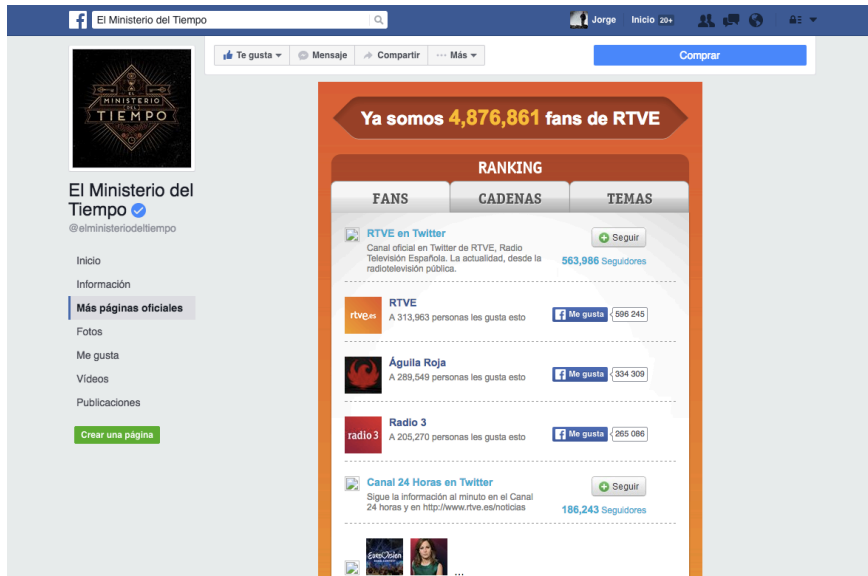 El Ministerio del Tiempo
Jorge
Inicio 20+
EL
MINISTERIO
DEL
TIEMPO
Te gusta
Mensaje
Compartir
Más
Comprar
El Ministerio del
Tiempo
@elministeriodeltiempo
Inicio
Información
Más páginas oficiales
Fotos
Me gusta
Vídeos
Publicaciones
Crear una página
Ya somos 4,876,861 fans de RTVE
RANKING
FANS
CADENAS
TEMAS
RTVE en Twitter
Canal oficial en Twitter de RTVE, Radio
Televisión Española. La actualidad, desde la
radiotelevisión pública.
Seguir
563,986 Seguidores
rtve.es
RTVE
A 313,963 personas les gusta esto
Me gusta 596 245
Águila Roja
A 289,549 personas les gusta esto
Me gusta 334 309
radio3
Radio 3
A 205,270 personas les gusta esto
Me gusta 265 086
Canal 24 Horas en Twitter
Sigue la información al minuto en el Canal
24 horas y en http://www.rtve.es/noticias
Seguir
186,243 Seguidores
EUROVISION
...